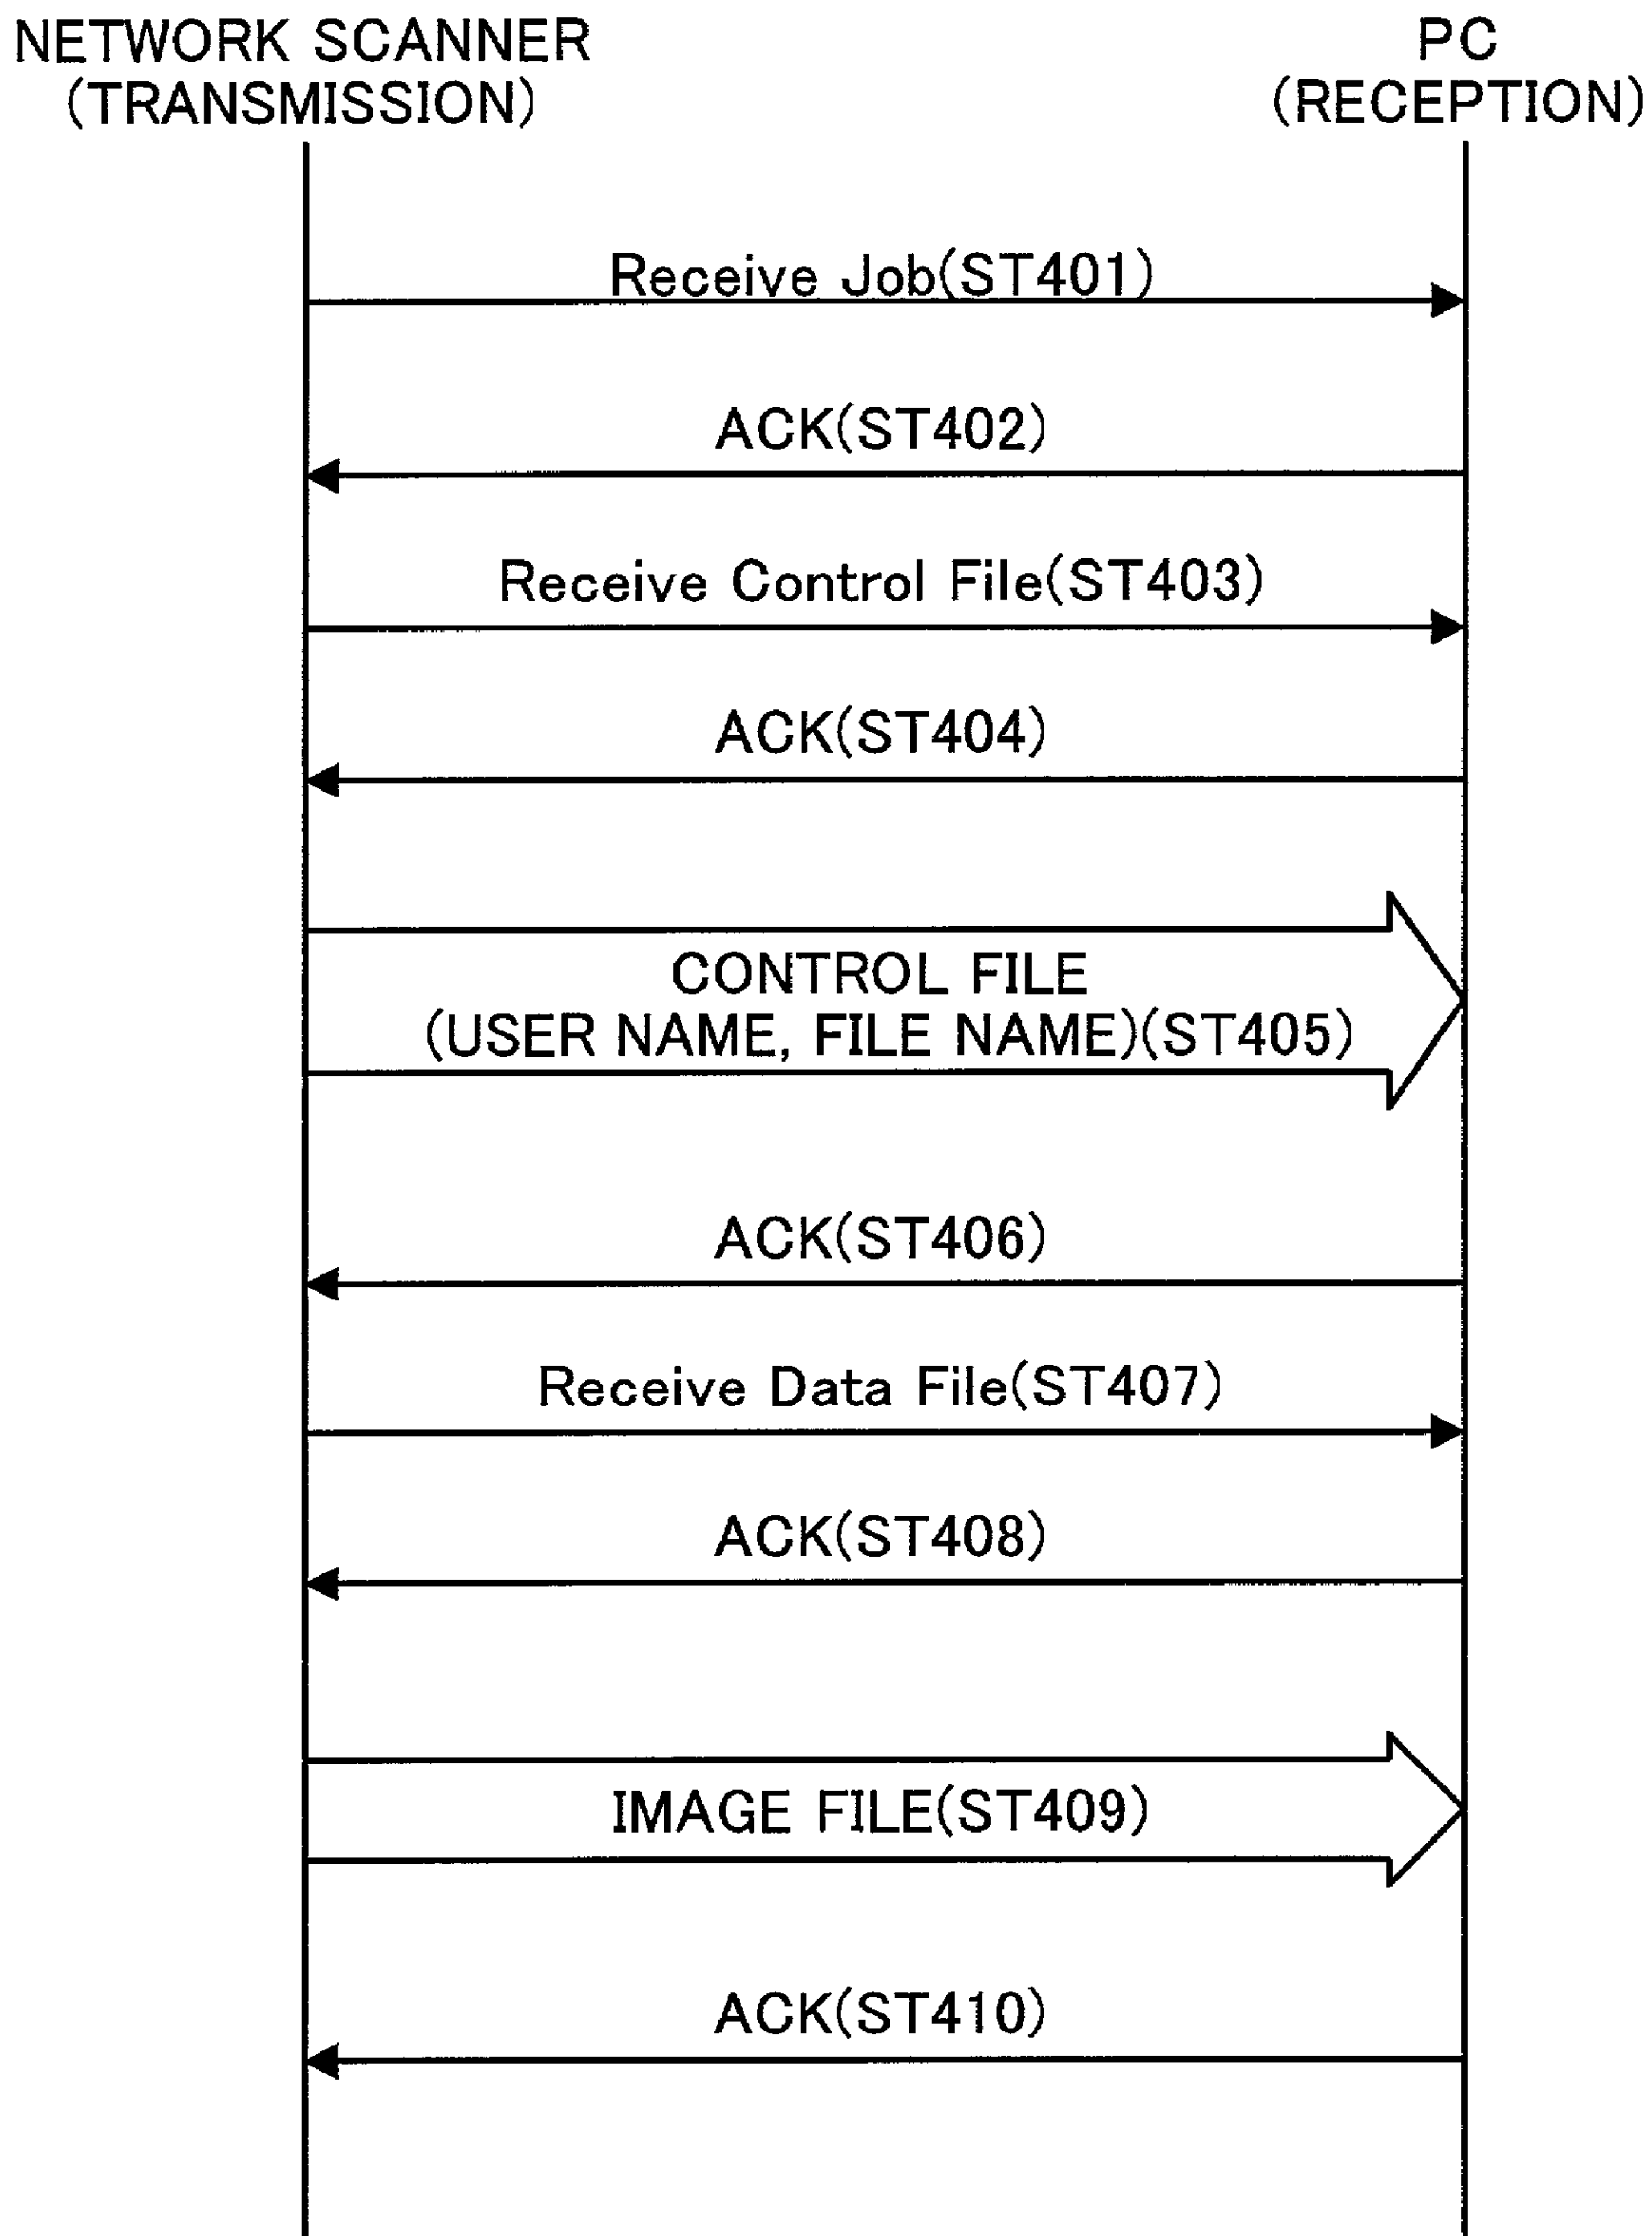 NETWORK SCANNER
(TRANSMISSION)
PC
(RECEPTION)
Receive Job(ST401)
ACK(ST402)
Receive Control File(ST403)
ACK(ST404)
CONTROL FILE
(USER NAME, FILE NAME)(ST405)
ACK(ST406)
Receive Data File(ST407)
ACK(ST408)
IMAGE FILE(ST409)
ACK(ST410)